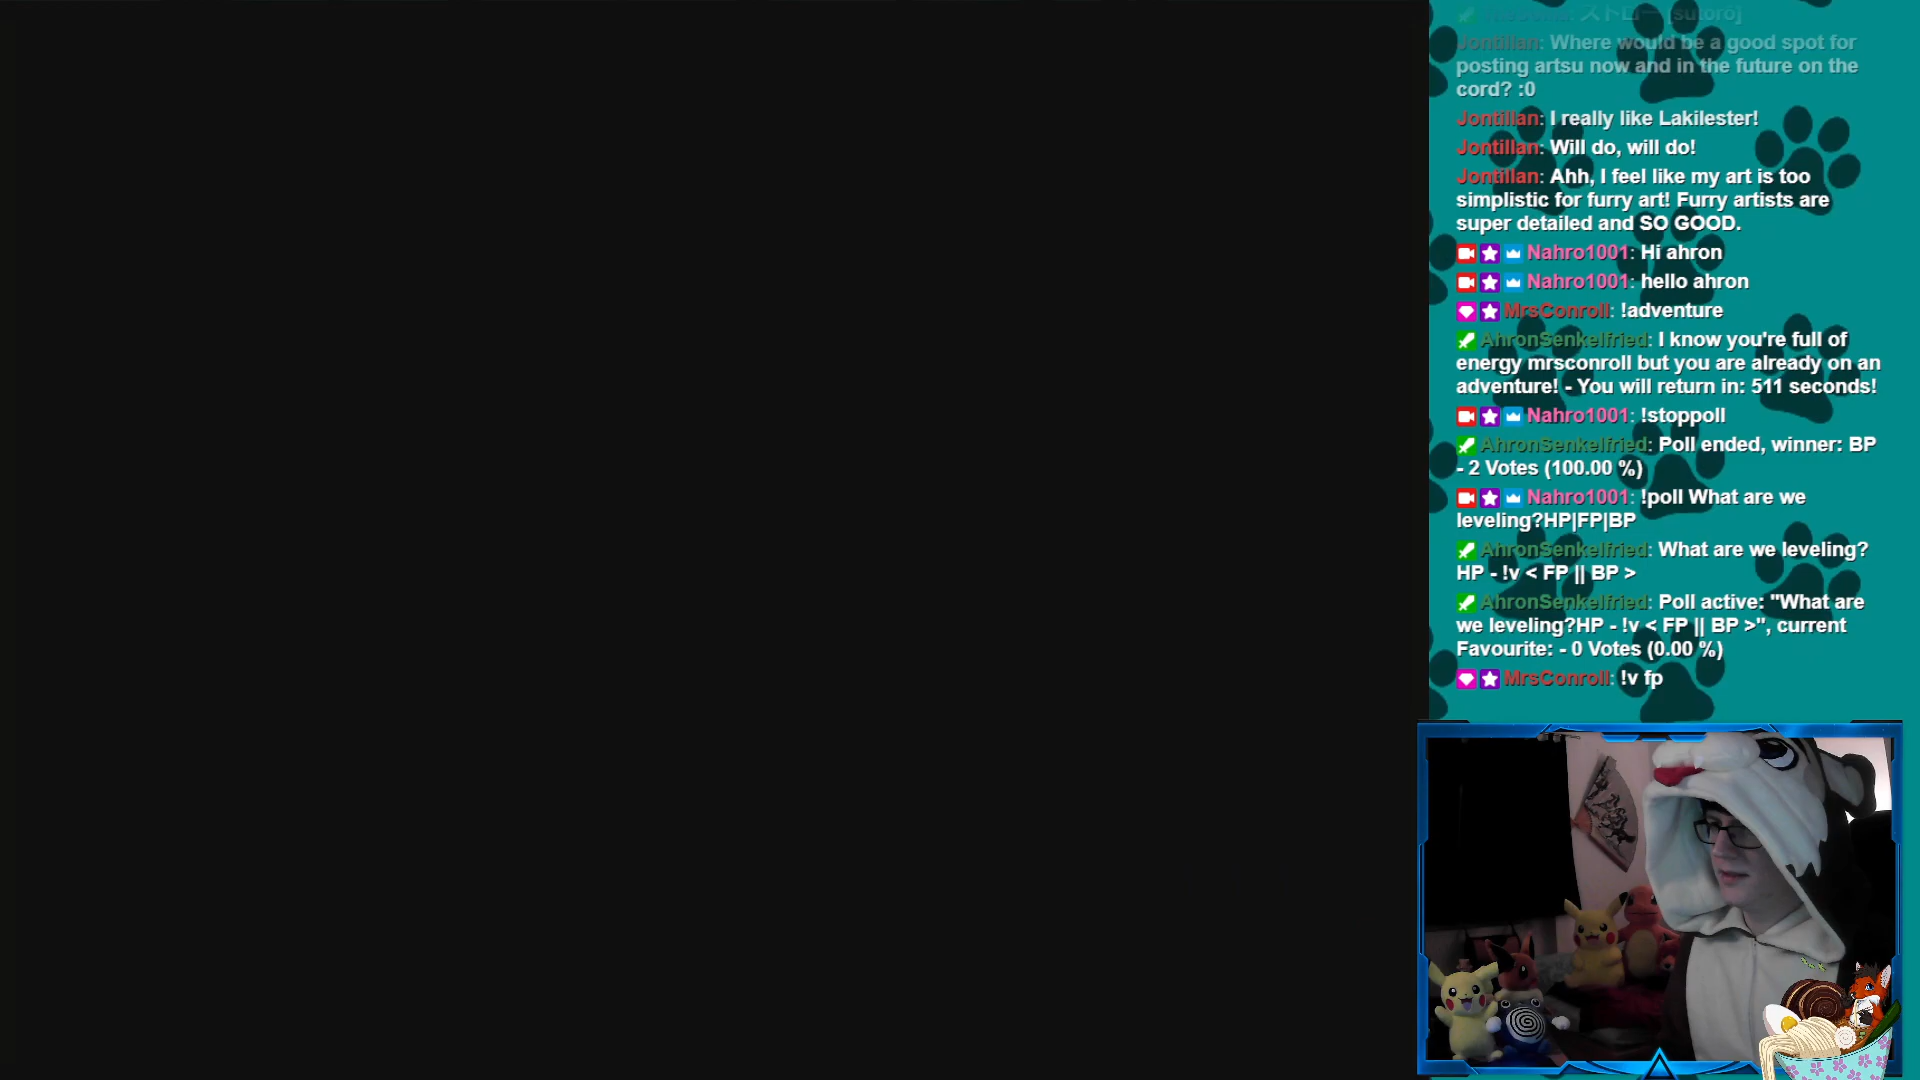 ストロー [sutorō]
Jontillan: Where would be a good spot for
posting artsu now and in the future on the
cord? :0
Jontillan: I really like Lakilester!
Jontillan: Will do, will do!
Jontillan: Ahh, I feel like my art is too
simplistic for furry art! Furry artists are
super detailed and SO GOOD.
Nahro1001: Hi ahron
Nahro1001: hello ahron
MrsConroll: !adventure
AhronSenkelfried: I know you're full of
energy mrsconroll but you are already on an
adventure! - You will return in: 511 seconds!
Nahro1001: !stoppoll
AhronSenkelfried: Poll ended, winner: BP
- 2 Votes (100.00 %)
Nahro1001: !poll What are we
leveling?HP|FP|BP
AhronSenkelfried: What are we leveling?
HP - !v < FP || BP >
AhronSenkelfried: Poll active: "What are
we leveling?HP - !v < FP || BP >", current
Favourite: - 0 Votes (0.00 %)
MrsConroll: !v fp